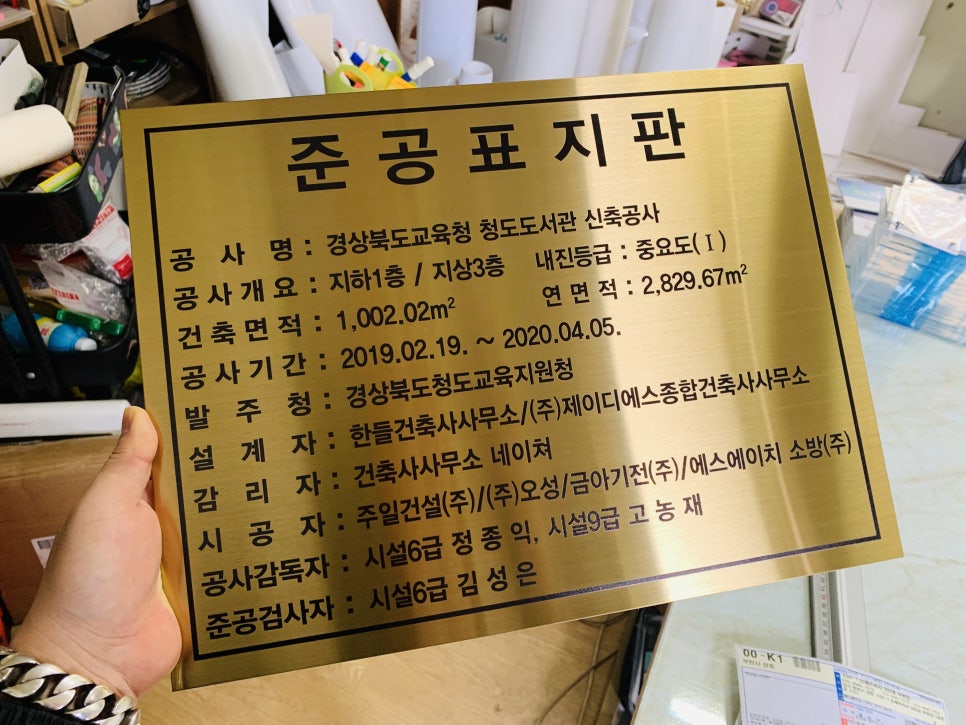 준공표지판
공 사 명 : 경상북도교육청 청도도서관 신축공사
공사개요 : 지하1층 / 지상3층 내진등급 : 중요도(Ⅰ)
건축면적 : 1,002.02m² 연 면 적 : 2,829.67m²
공사기간 : 2019.02.19. ~ 2020.04.05.
발 주 청 : 경상북도청도교육지원청
설 계 자 : 한들건축사사무소/(주)제이디에스종합건축사사무소
감 리 자 : 건축사사무소 네이쳐
시 공 자 : 주일건설(주)/(주)오성/금아기전(주)/에스에이치 소방(주)
공사감독자 : 시설6급 정 종 익, 시설9급 고 농 재
준공검사자 : 시설6급 김 성 은
00-K1